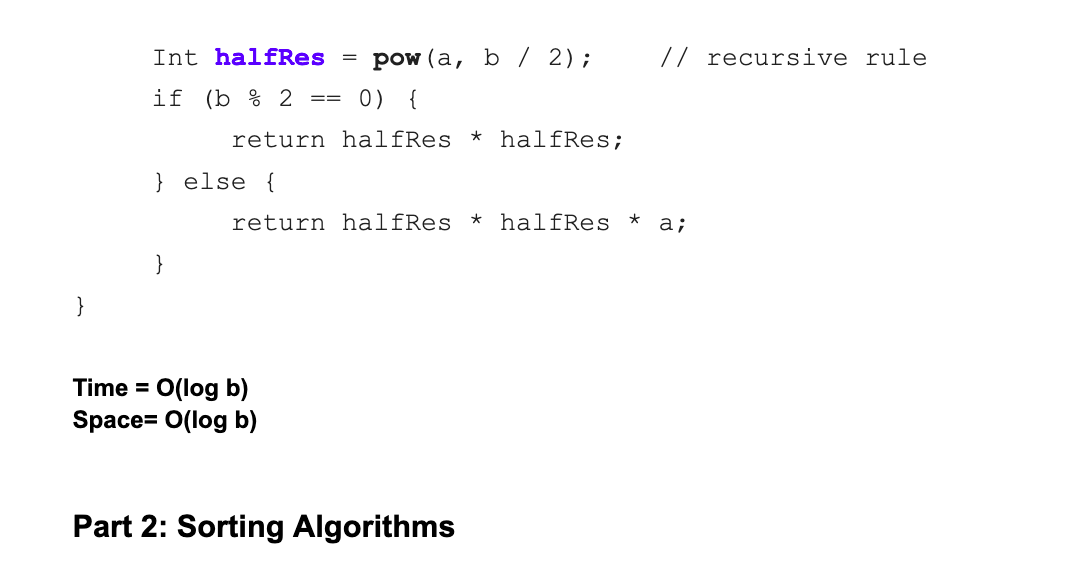 Int halfRes = pow(a, b / 2);    // recursive rule
if (b % 2 == 0) {
return halfRes * halfRes;
} else {
return halfRes * halfRes * a;
}
}
Time = O(log b)
Space= O(log b)
Part 2: Sorting Algorithms